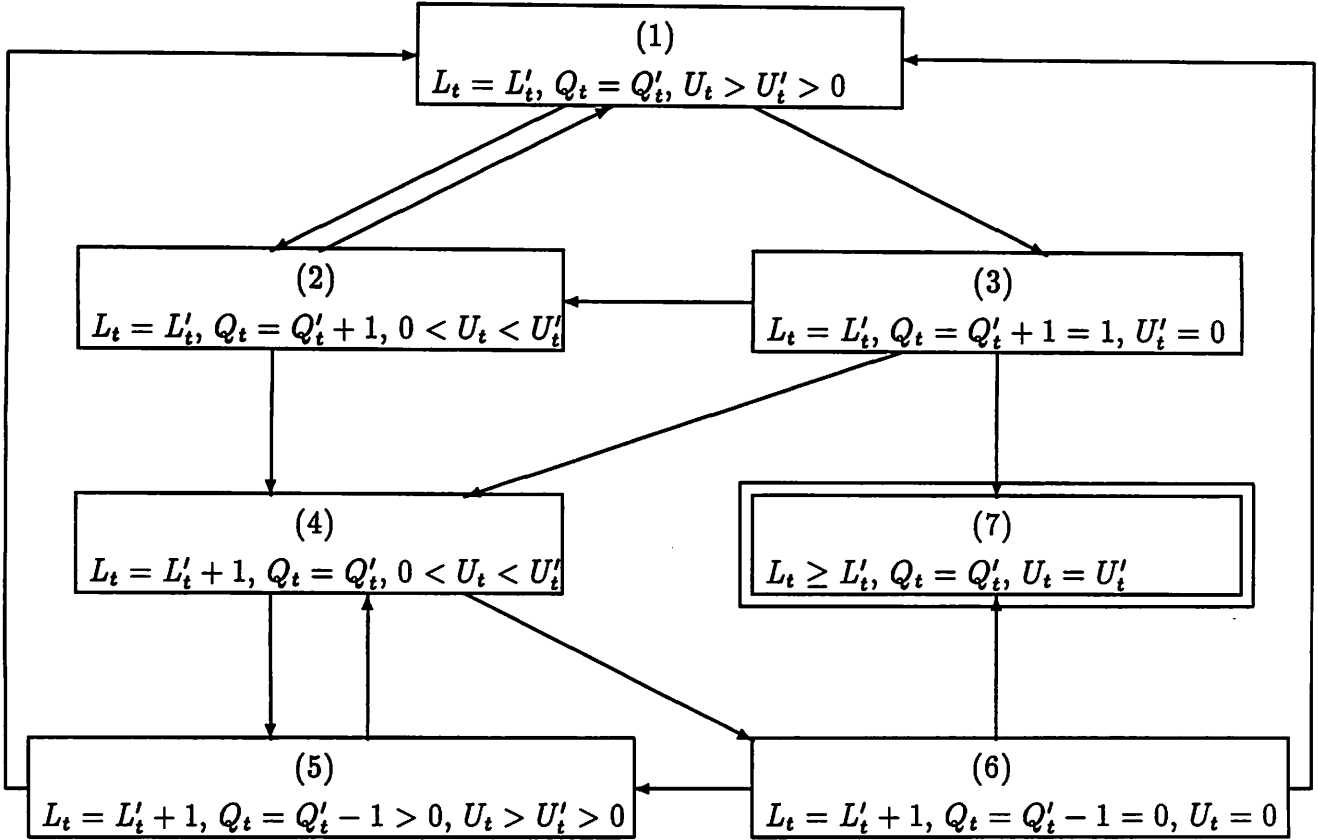 (1)
L_t = L'_t, Q_t = Q'_t, U_t > U'_t > 0
(2)
L_t = L'_t, Q_t = Q'_t + 1, 0 < U_t < U'_t
(3)
L_t = L'_t, Q_t = Q'_t + 1 = 1, U'_t = 0
(4)
L_t = L'_t + 1, Q_t = Q'_t, 0 < U_t < U'_t
(7)
L_t ≥ L'_t, Q_t = Q'_t, U_t = U'_t
(5)
L_t = L'_t + 1, Q_t = Q'_t − 1 > 0, U_t > U'_t > 0
(6)
L_t = L'_t + 1, Q_t = Q'_t − 1 = 0, U_t = 0